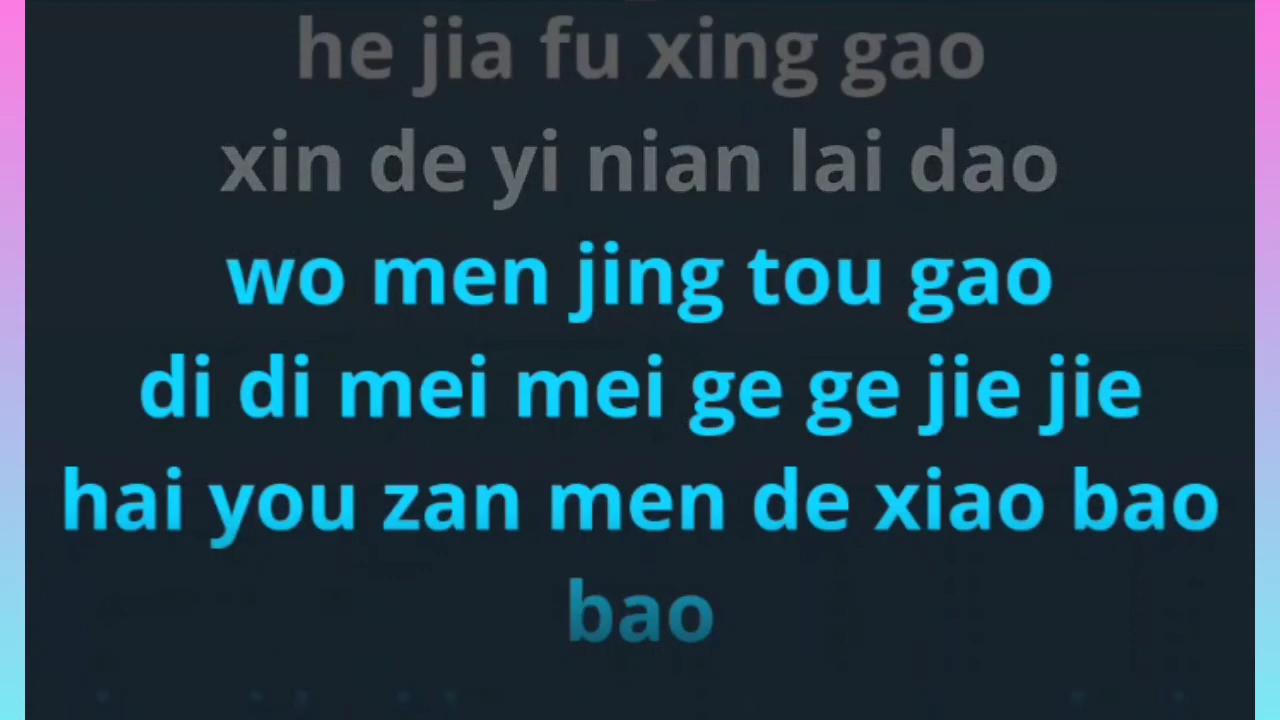 he jia fu xing gao
xin de yi nian lai dao
wo men jing tou gao
di di mei mei ge ge jie jie
hai you zan men de xiao bao
bao